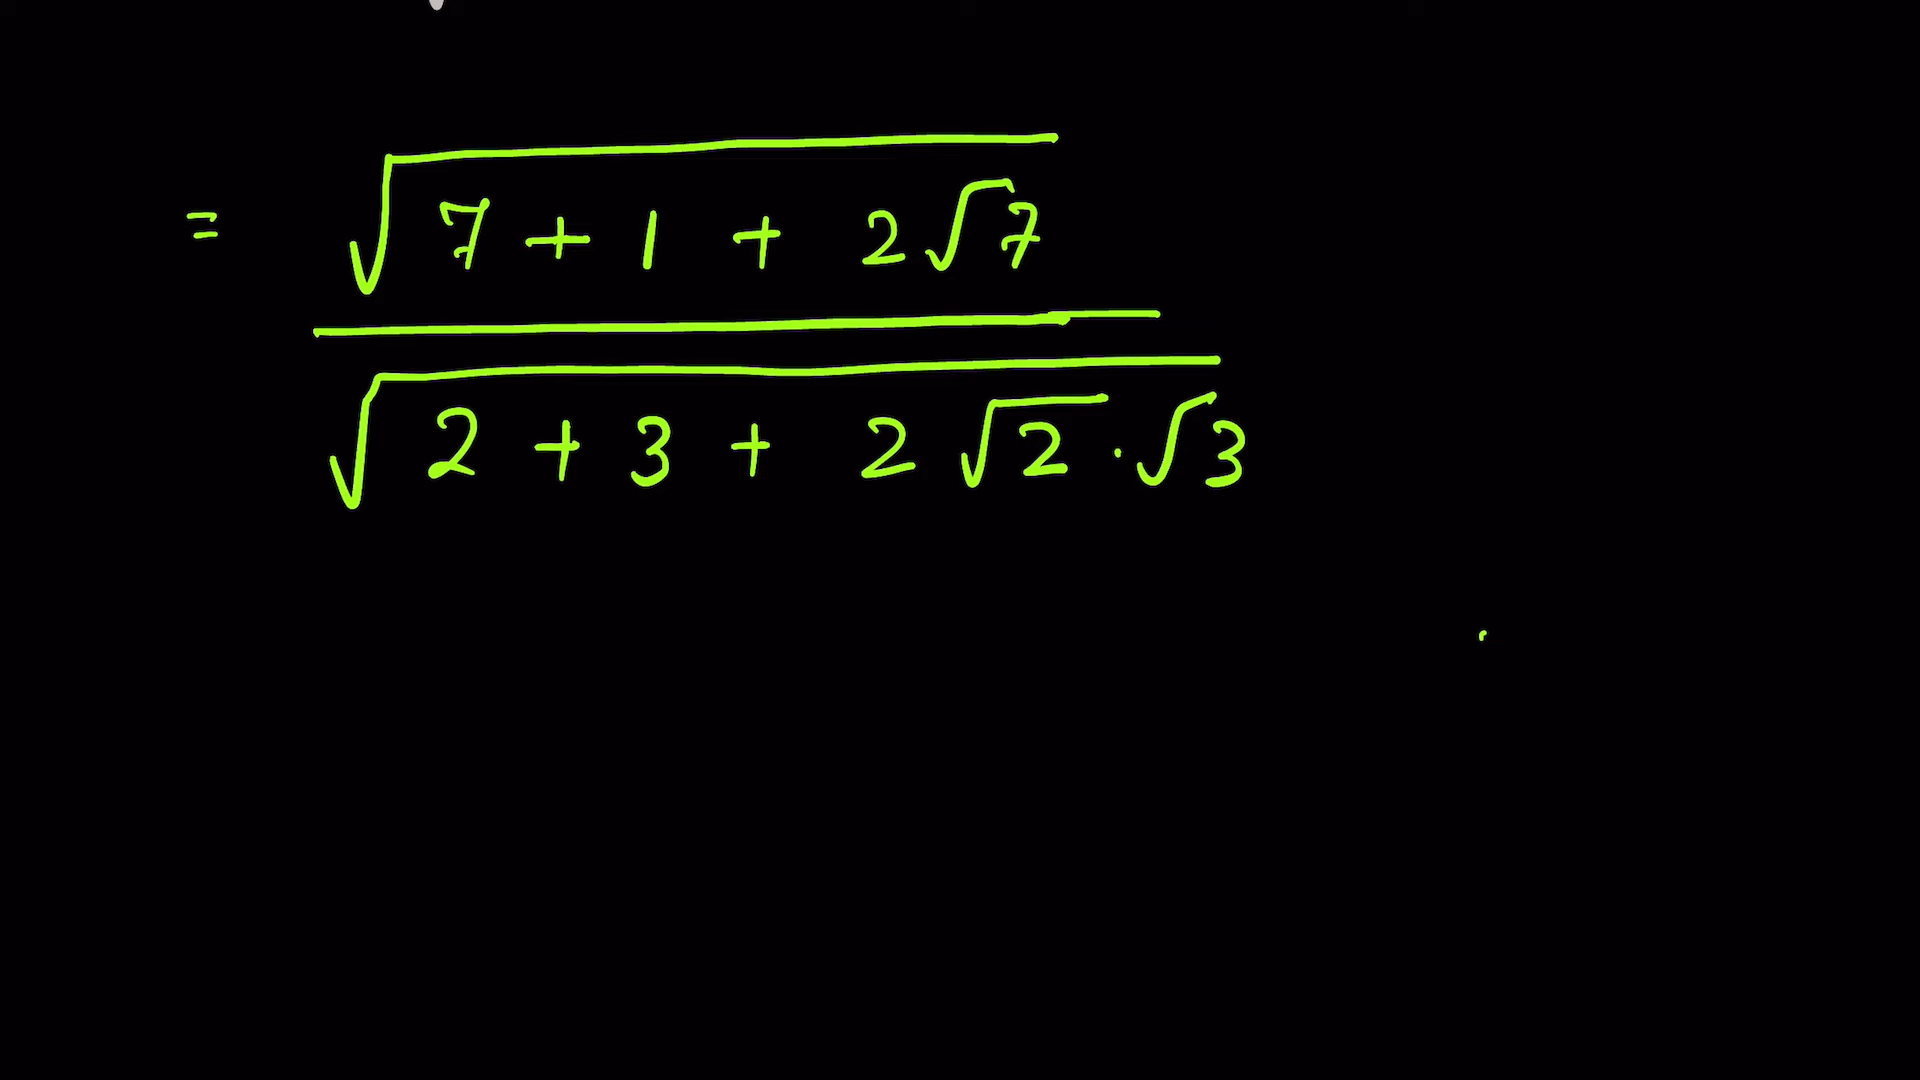 = √(7 + 1 + 2√7)
√(2 + 3 + 2√2 · √3)